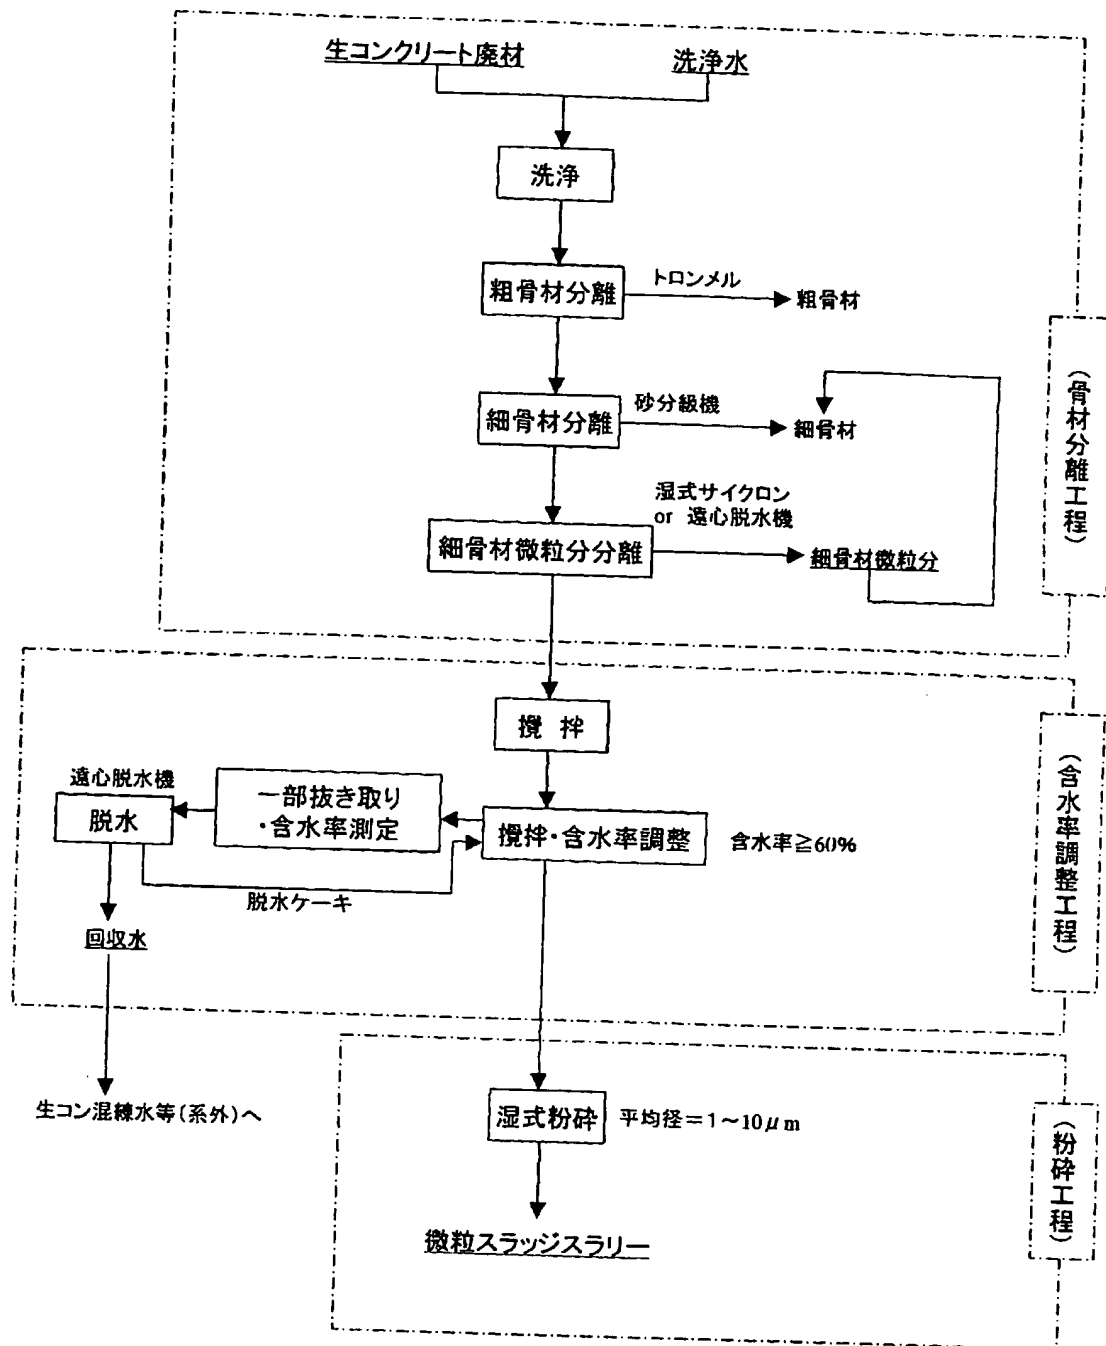 生コンクリート廃材
洗浄水
洗浄
粗骨材分離
トロンメル
粗骨材
(骨材分離工程)
細骨材分離
砂分級機
細骨材
湿式サイクロン
or 遠心脱水機
細骨材微粒分分離
細骨材微粒分
攪 拌
遠心脱水機
脱水
一部抜き取り
・含水率測定
攪拌・含水率調整
含水率≧60%
(含水率調整工程)
脱水ケーキ
回収水
生コン混練水等(系外)へ
湿式粉砕
平均径=1~10μm
(粉砕工程)
微粒スラッジスラリー